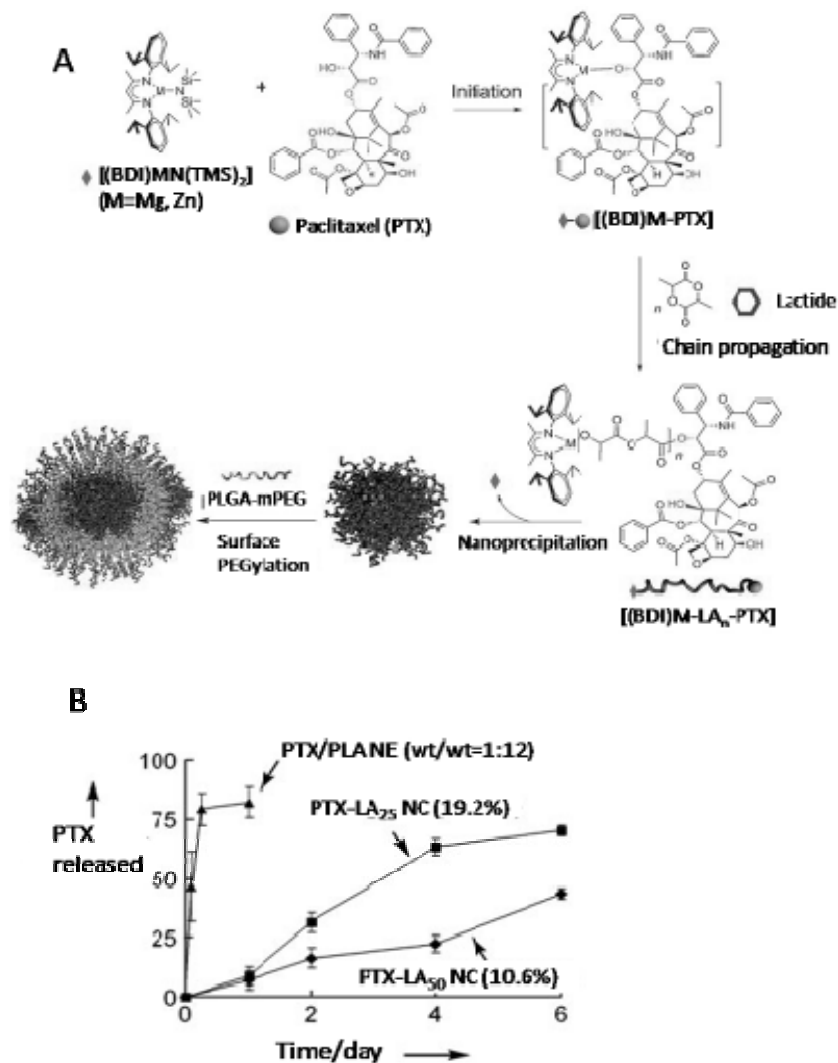 A
+
Initiation
[(BDI)MN(TMS)₂]
(M=Mg, Zn)
Paclitaxel (PTX)
[(BDI)M-PTX]
n
Lactide
Chain propagation
PLGA-mPEG
Surface
PEGylation
Nanoprecipitation
[(BDI)M-LAₙ-PTX]
B
100
75
50
25
0
PTX
released
PTX/PLANE (wt/wt=1:12)
PTX-LA₂₅ NC (19.2%)
PTX-LA₅₀ NC (10.6%)
0 2 4 6
Time/day